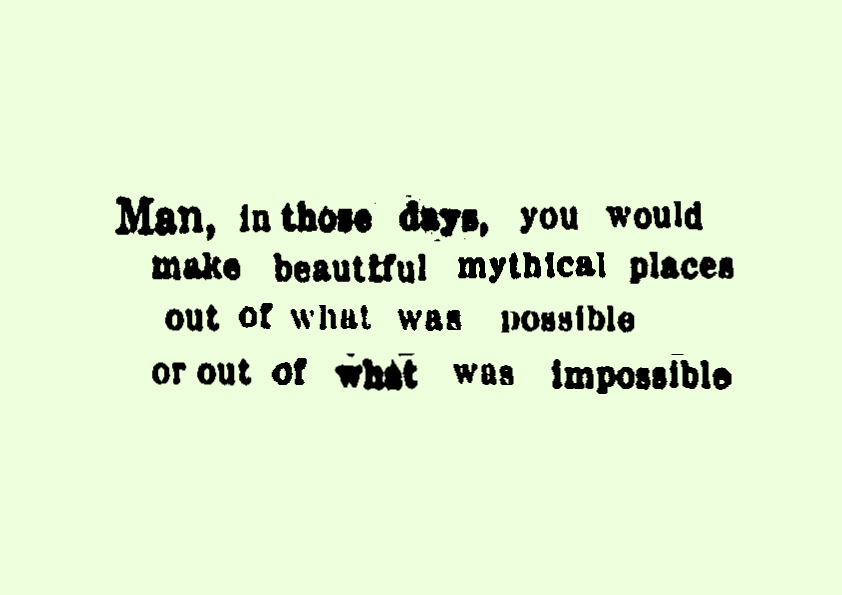 Man, in those days, you would
make beautiful mythical places
out of what was possible
or out of what was impossible